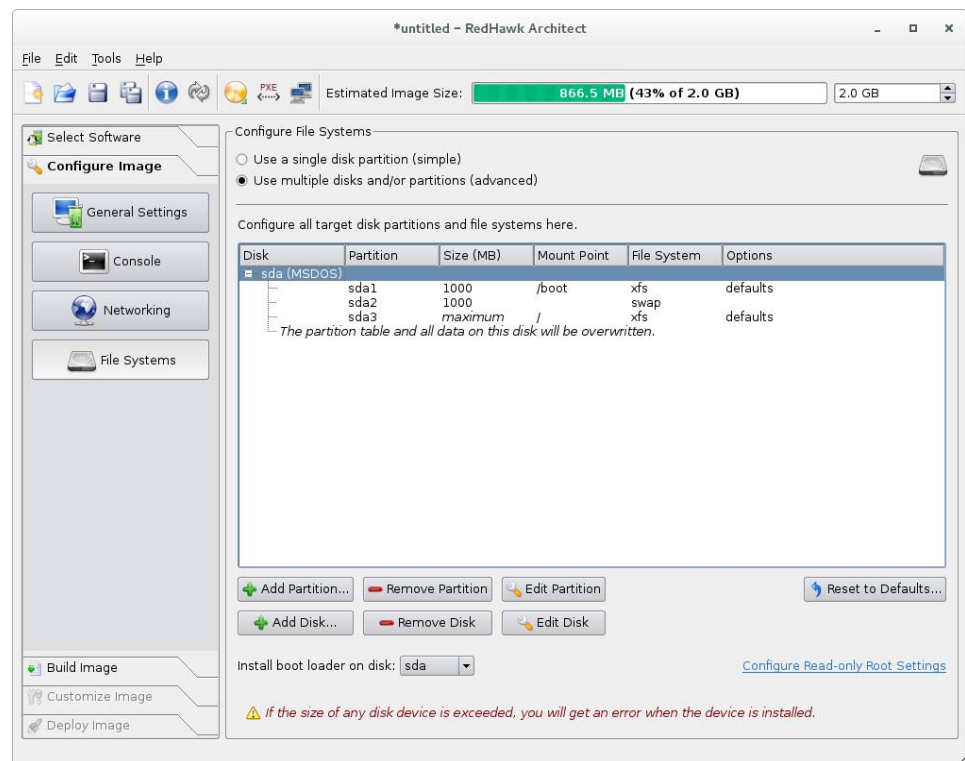 *untitled – RedHawk Architect
File Edit Tools Help
PXE Estimated Image Size: 866.5 MB (43% of 2.0 GB) 2.0 GB
Select Software
Configure Image
General Settings
Console
Networking
File Systems
Build Image
Customize Image
Deploy Image
Configure File Systems
Use a single disk partition (simple)
Use multiple disks and/or partitions (advanced)
Configure all target disk partitions and file systems here.
Disk Partition Size (MB) Mount Point File System Options
sda (MSDOS)
sda1 1000 /boot xfs defaults
sda2 1000 swap
sda3 maximum / xfs defaults
The partition table and all data on this disk will be overwritten.
Add Partition... Remove Partition Edit Partition Reset to Defaults...
Add Disk... Remove Disk Edit Disk
Install boot loader on disk: sda Configure Read-only Root Settings
If the size of any disk device is exceeded, you will get an error when the device is installed.